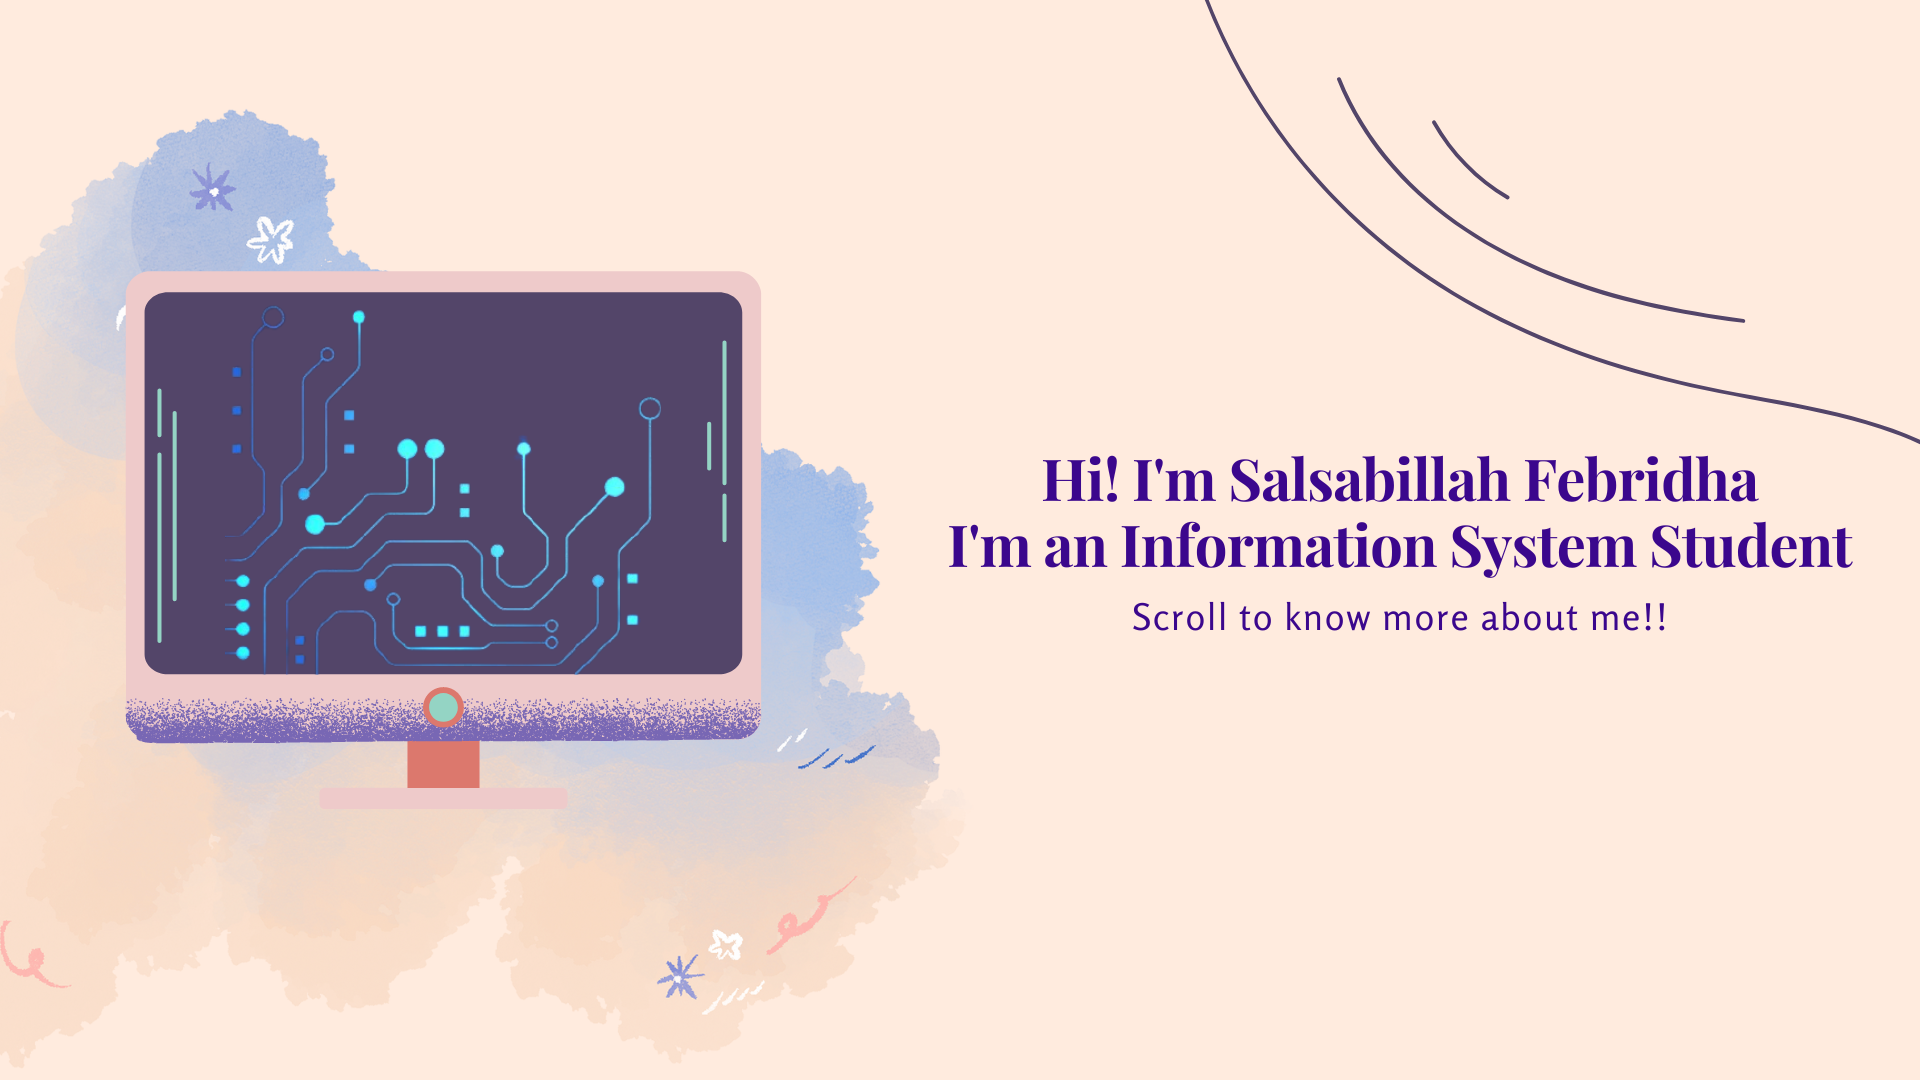 Hi! I'm Salsabillah Febridha
I'm an Information System Student
Scroll to know more about me!!